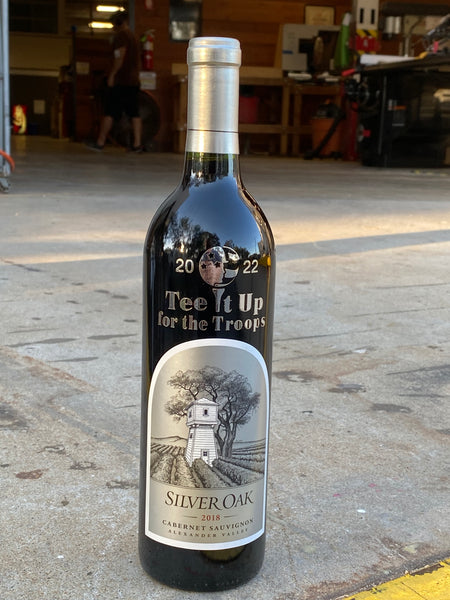 20 22
Tee It Up
for the Troops
SILVER OAK
2018
CABERNET SAUVIGNON
ALEXANDER VALLEY